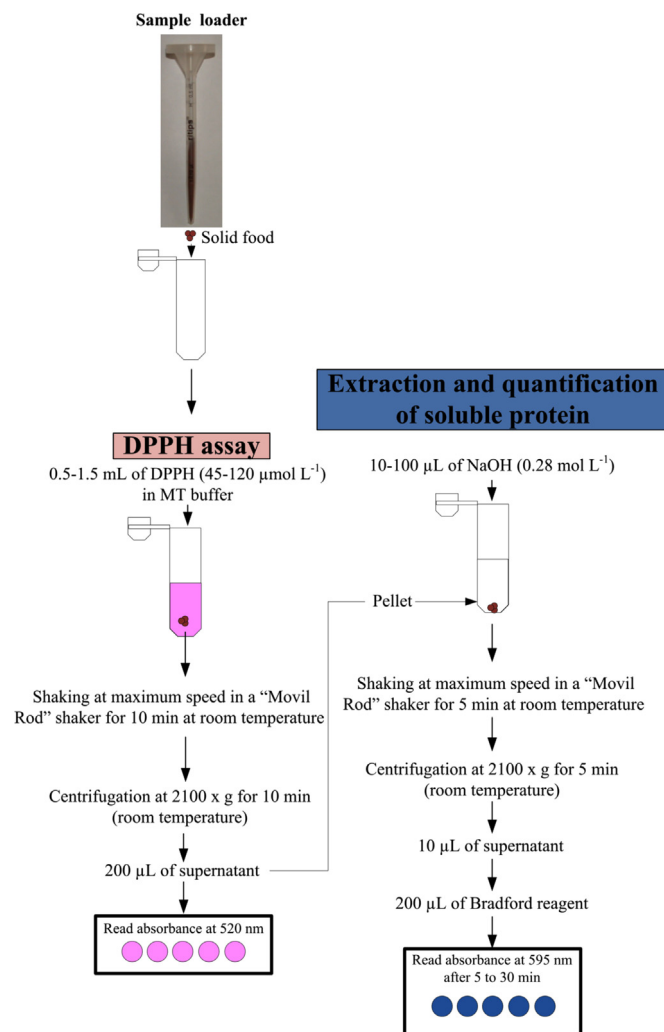 Sample loader
Solid food
Extraction and quantification
of soluble protein
DPPH assay
0.5-1.5 mL of DPPH (45-120 µmol L⁻¹)
in MT buffer
10-100 µL of NaOH (0.28 mol L⁻¹)
Pellet
Shaking at maximum speed in a “Movil
Rod” shaker for 10 min at room temperature
Shaking at maximum speed in a “Movil
Rod” shaker for 5 min at room temperature
Centrifugation at 2100 x g for 10 min
(room temperature)
Centrifugation at 2100 x g for 5 min
(room temperature)
200 µL of supernatant
10 µL of supernatant
Read absorbance at 520 nm
200 µL of Bradford reagent
Read absorbance at 595 nm
after 5 to 30 min